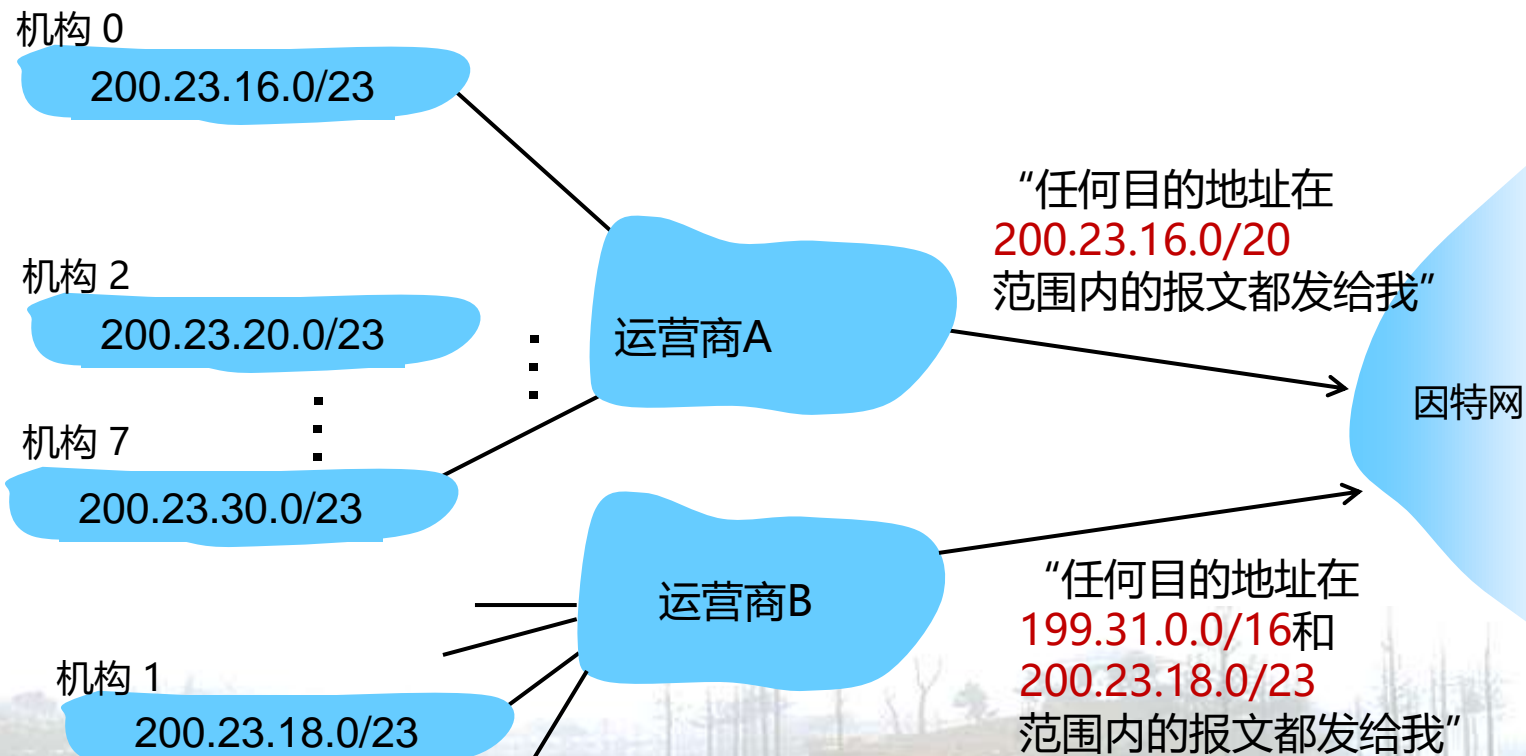 机构 0
200.23.16.0/23
机构 2
200.23.20.0/23
机构 7
200.23.30.0/23
机构 1
200.23.18.0/23
运营商A
运营商B
“任何目的地址在
200.23.16.0/20
范围内的报文都发给我”
“任何目的地址在
199.31.0.0/16和
200.23.18.0/23
范围内的报文都发给我”
因特网